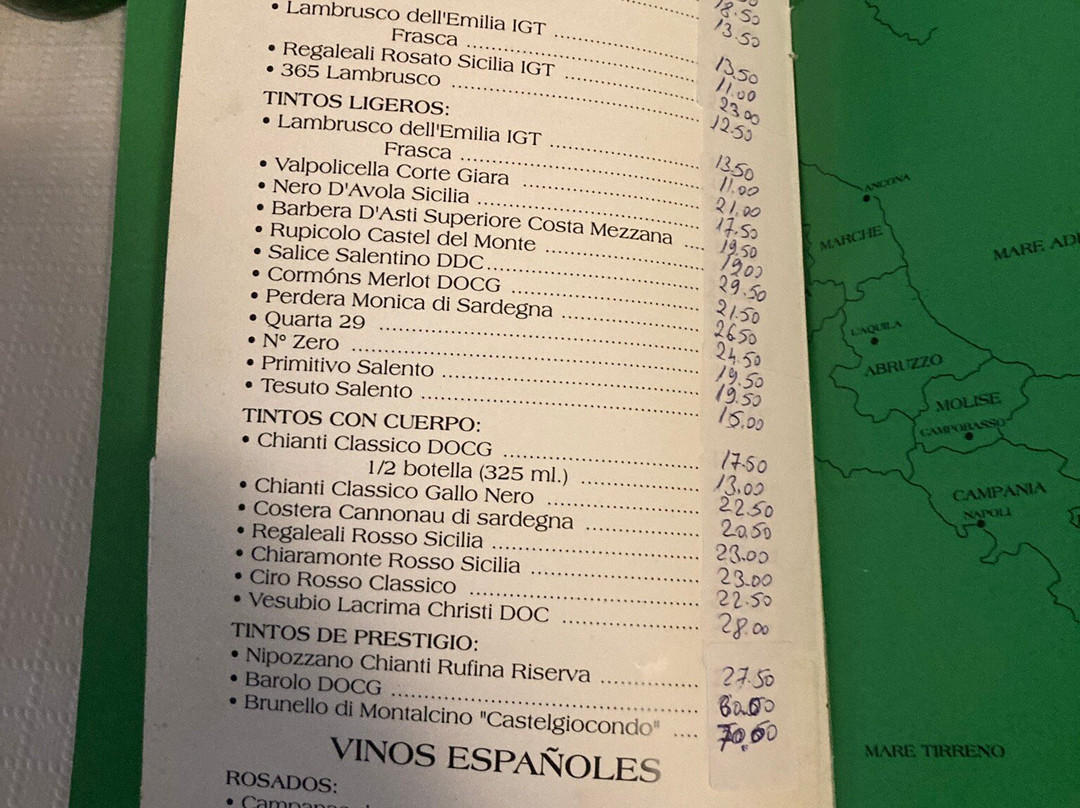 18.50
13.50
• Lambrusco dell'Emilia IGT ........ 13.50
Frasca ........ 11.00
• Regaleali Rosato Sicilia IGT ........ 23.00
• 365 Lambrusco ........ 12.50
TINTOS LIGEROS:
• Lambrusco dell'Emilia IGT ........ 13.50
Frasca ........ 11.00
• Valpolicella Corte Giara ........ 21.00
• Nero D'Avola Sicilia ........ 17.50
• Barbera D'Asti Superiore Costa Mezzana .... 19.50
• Rupicolo Castel del Monte ........ 19.00
• Salice Salentino DDC ........ 29.50
• Cormóns Merlot DOCG ........ 21.50
• Perdera Monica di Sardegna ........ 26.50
• Quarta 29 ........ 24.50
• Nº Zero ........ 19.50
• Primitivo Salento ........ 19.50
• Tesuto Salento ........ 15.00
TINTOS CON CUERPO:
• Chianti Classico DOCG ........ 17.50
1/2 botella (325 ml.) ........ 13.00
• Chianti Classico Gallo Nero ........ 22.50
• Costera Cannonau di sardegna ........ 20.50
• Regaleali Rosso Sicilia ........ 23.00
• Chiaramonte Rosso Sicilia ........ 23.00
• Ciro Rosso Classico ........ 22.50
• Vesubio Lacrima Christi DOC ........ 28.00
TINTOS DE PRESTIGIO:
• Nipozzano Chianti Rufina Riserva ........ 27.50
• Barolo DOCG ........
• Brunello di Montalcino "Castelgiocondo" ....
VINOS ESPAÑOLES
ROSADOS:
ANCONA
MARCHE
L'AQUILA
ABRUZZO
MOLISE
CAMPOBASSO
CAMPANIA
NAPOLI
MARE
MARE TIRRENO